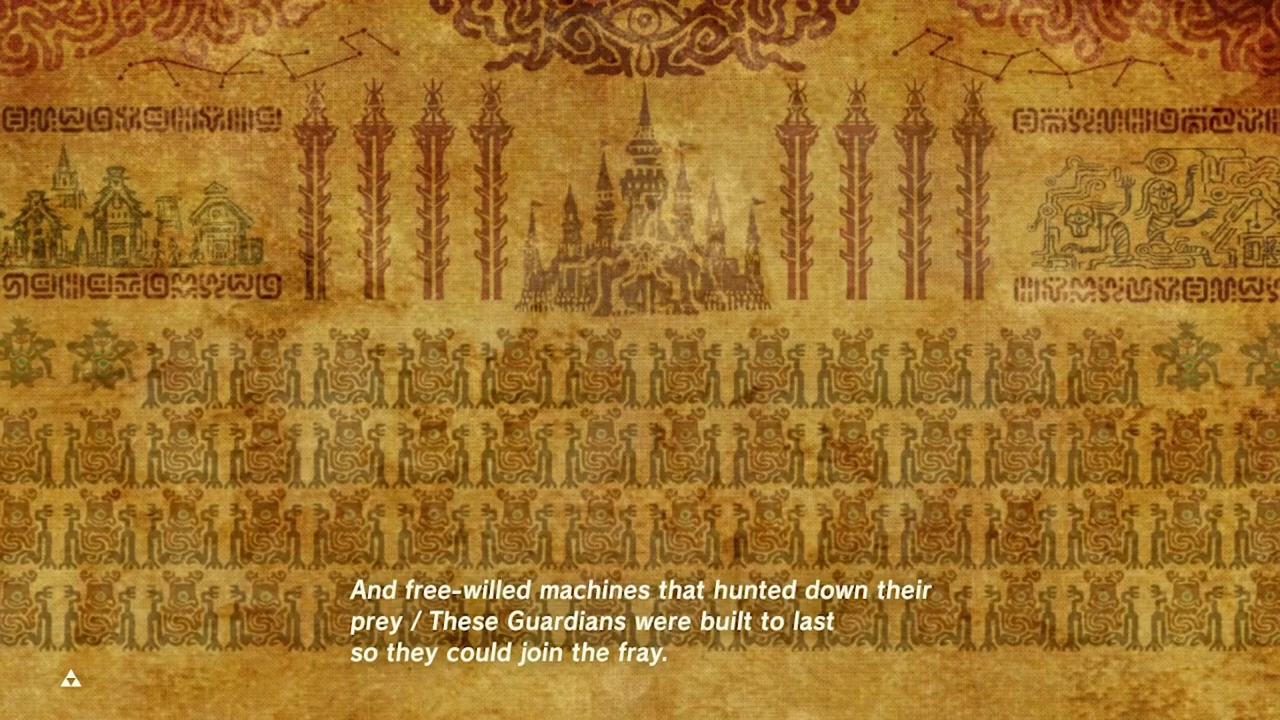 And free-willed machines that hunted down their
prey / These Guardians were built to last
so they could join the fray.